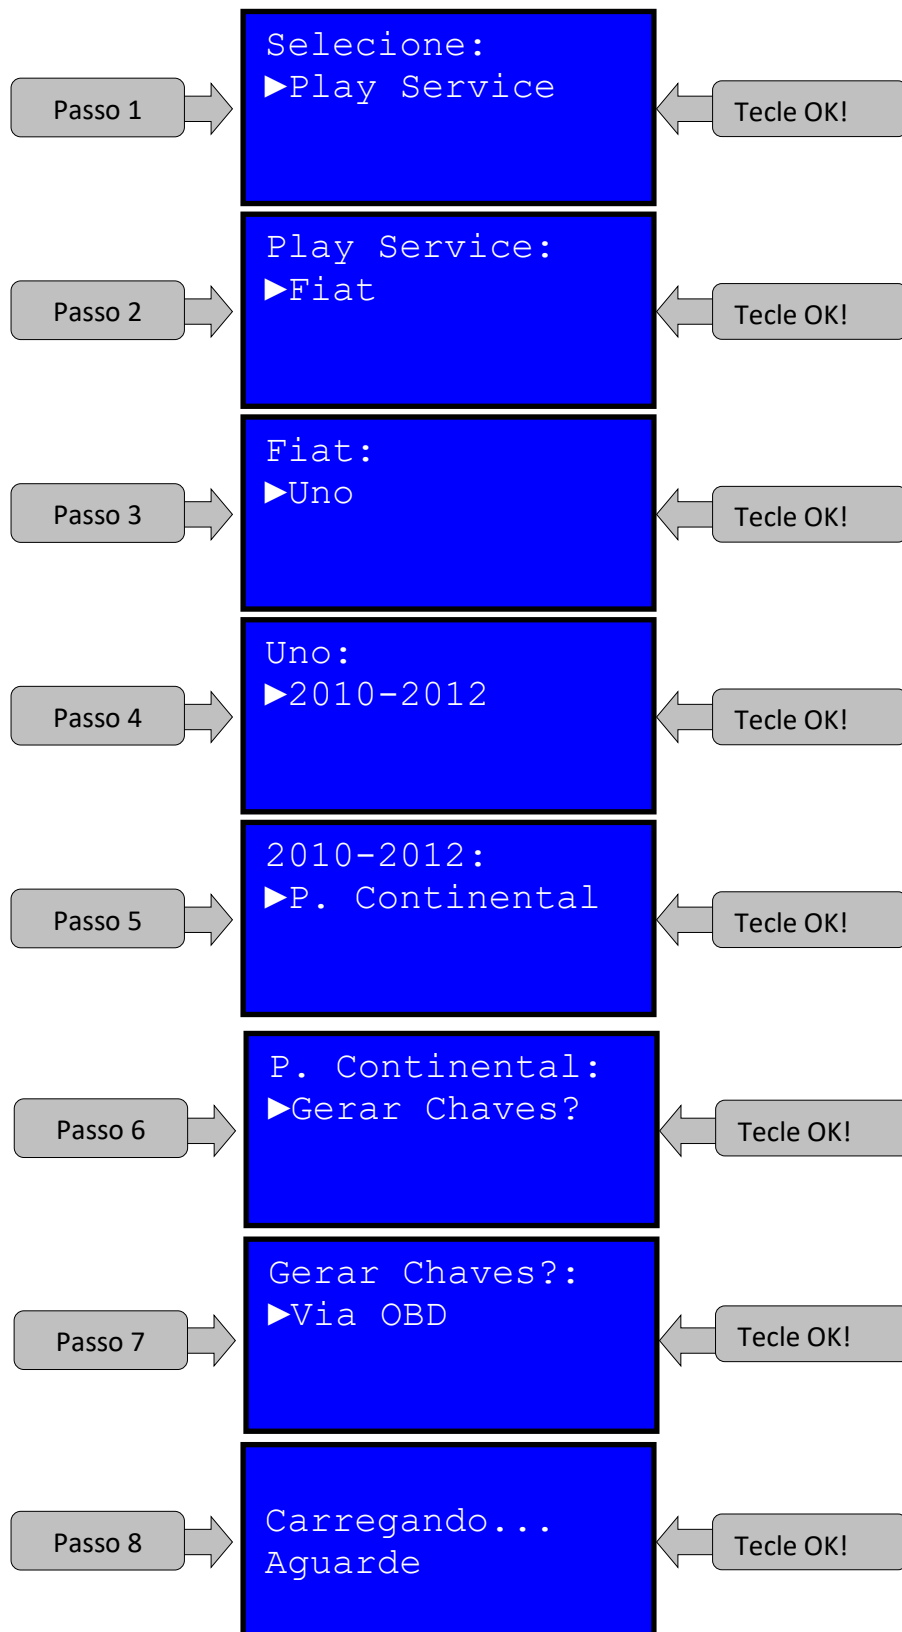 Selecione:
Passo 1
►Play Service
Tecle OK!
Play Service:
Passo 2
►Fiat
Tecle OK!
Fiat:
Passo 3
►Uno
Tecle OK!
Uno:
Passo 4
►2010-2012
Tecle OK!
2010-2012:
Passo 5
►P. Continental
Tecle OK!
P. Continental:
Passo 6
►Gerar Chaves?
Tecle OK!
Gerar Chaves?:
Passo 7
►Via OBD
Tecle OK!
Passo 8
Carregando...
Aguarde
Tecle OK!